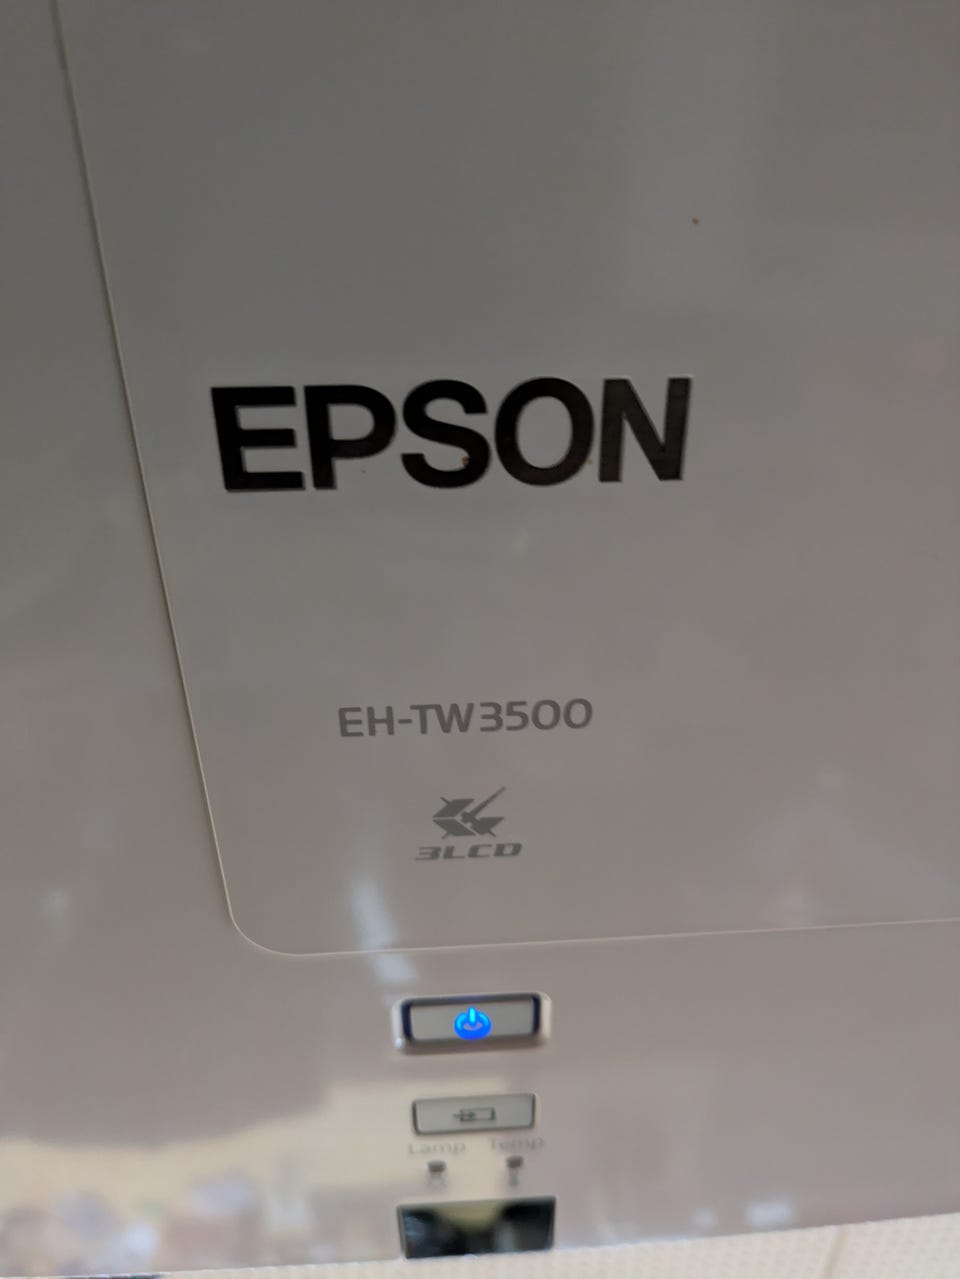 EPSON
EH-TW3500
3LCD
Lamp Temp